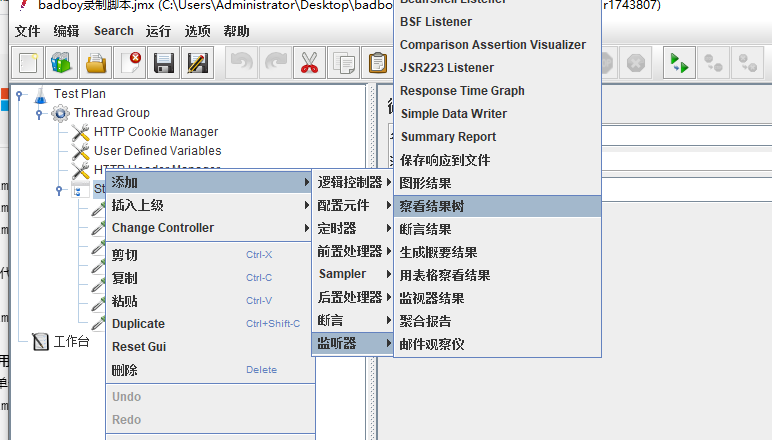 badboy录制脚本.jmx (C:\Users\Administrator\Desktop\badboy
r1743807)
文件 编辑 Search 运行 选项 帮助
Test Plan
Thread Group
HTTP Cookie Manager
User Defined Variables
HTTP Header Manager
St
工作台
添加
插入上级
Change Controller
剪切 Ctrl-X
复制 Ctrl-C
粘贴 Ctrl-V
Duplicate Ctrl+Shift-C
Reset Gui
删除 Delete
Undo
Redo
逻辑控制器
配置元件
定时器
前置处理器
Sampler
后置处理器
断言
监听器
BeanShell Listener
BSF Listener
Comparison Assertion Visualizer
JSR223 Listener
Response Time Graph
Simple Data Writer
Summary Report
保存响应到文件
图形结果
察看结果树
断言结果
生成概要结果
用表格察看结果
监视器结果
聚合报告
邮件观察仪